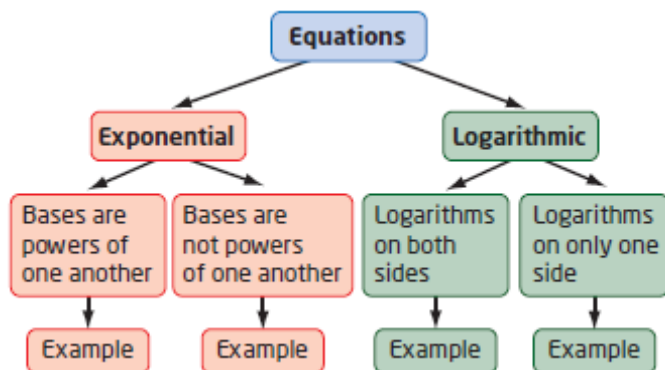 Equations
Exponential
Logarithmic
Bases are
powers of
one another
Bases are
not powers
of one another
Logarithms
on both
sides
Logarithms
on only one
side
Example
Example
Example
Example